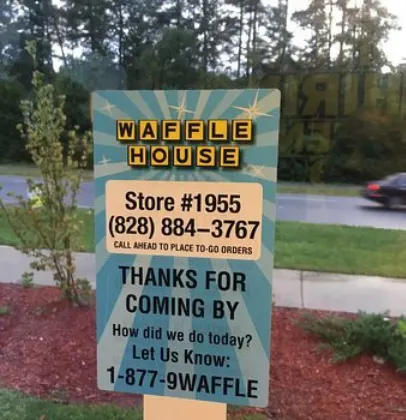 WAFFLE
HOUSE
Store #1955
(828) 884–3767
CALL AHEAD TO PLACE TO-GO ORDERS
THANKS FOR
COMING BY
How did we do today?
Let Us Know:
1-877-9WAFFLE